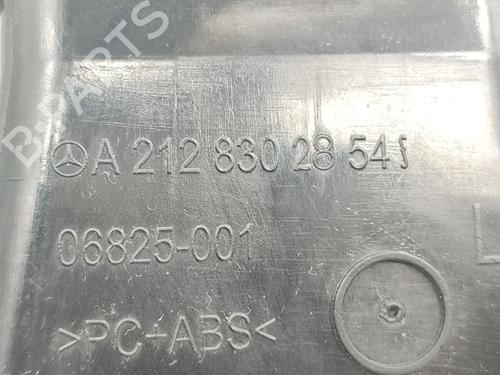 B-PARTS
A 212 830 28 54
06825-001
>PC+ABS<
L